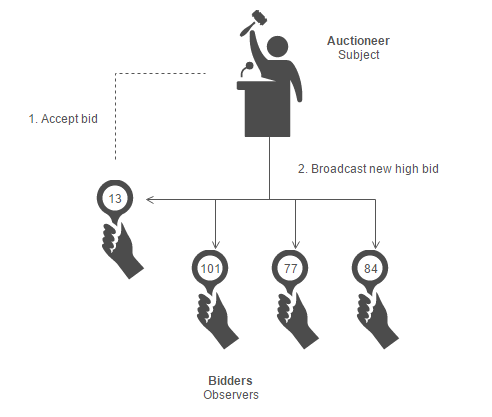 Auctioneer
Subject
1. Accept bid
2. Broadcast new high bid
13
101
77
84
Bidders
Observers